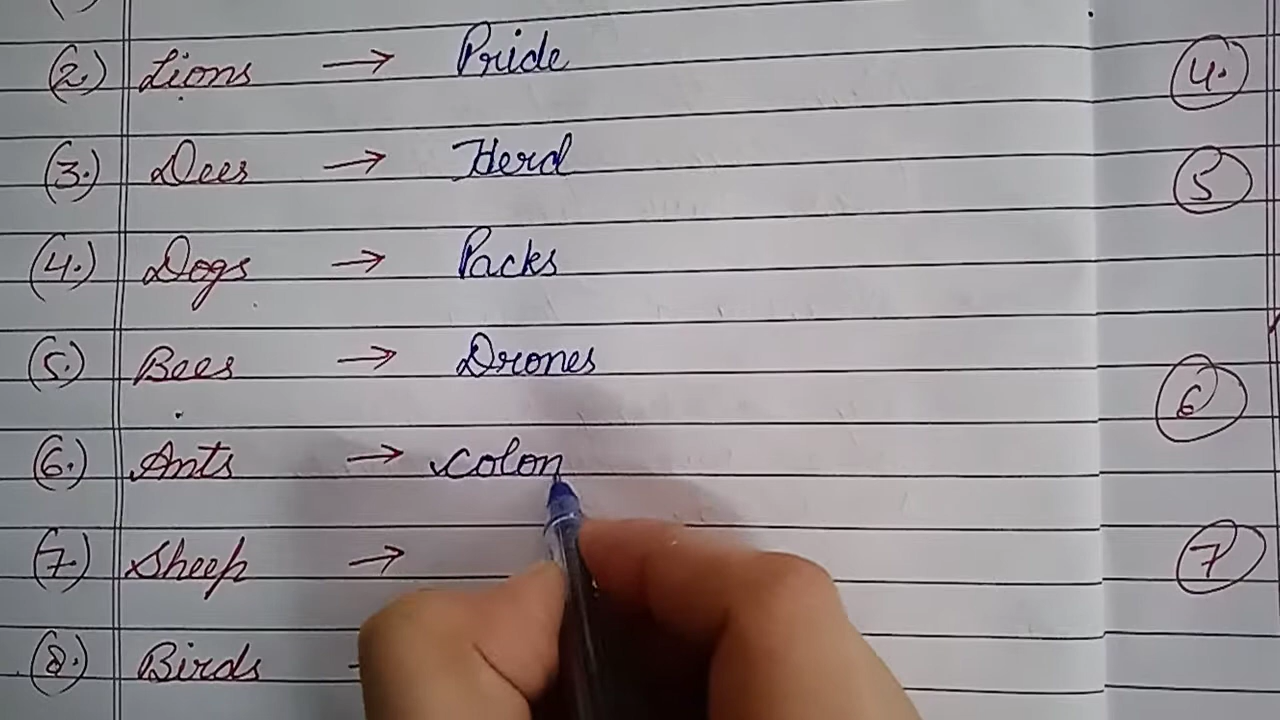 (2.) Lions → Pride
4.
(3.) Deer → Herd
5
(4.) Dogs → Packs
(5.) Bees → Drones
6
(6.) Ants → colon
(7.) Sheep →
7
(8.) Birds